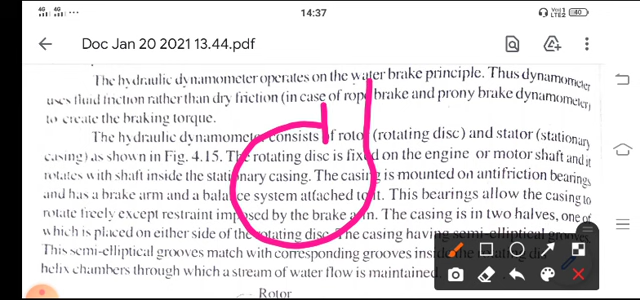 4G 4G 14:37 Vo)) LTE2 40
Doc Jan 20 2021 13.44.pdf
The hydraulic dynamometer operates on the water brake principle. Thus dynamometer
uses fluid friction rather than dry friction (in case of rope brake and prony brake dynamometer)
to create the braking torque.
The hydraulic dynamometer consists of rotor (rotating disc) and stator (stationary
casing) as shown in Fig. 4.15. The rotating disc is fixed on the engine or motor shaft and it
rotates with shaft inside the stationary casing. The casing is mounted on antifriction bearings
and has a brake arm and a balance system attached to it. This bearings allow the casing to
rotate freely except restraint imposed by the brake arm. The casing is in two halves, one of
which is placed on either side of the rotating disc. The casing having semi-elliptical grooves.
This semi-elliptical grooves match with corresponding grooves inside the rotating
helix chambers through which a stream of water flow is maintained.
Rotor